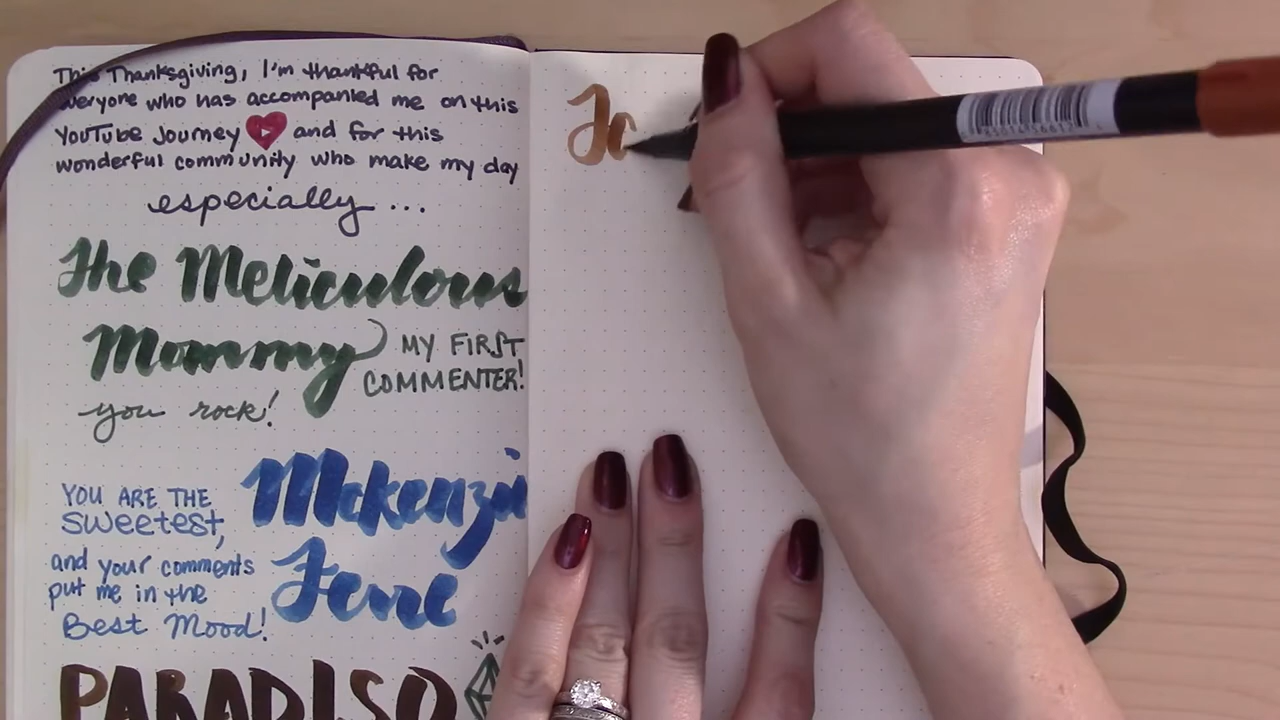 This Thanksgiving, I'm thankful for
everyone who has accompanied me on this
YouTube Journey and for this
wonderful community who make my day
especially ...
The Meticulous
Mommy MY FIRST
COMMENTER!
you rock!
Mckenzie
YOU ARE THE
sweetest,
and your comments
put me in the
Best Mood!
PARADISO